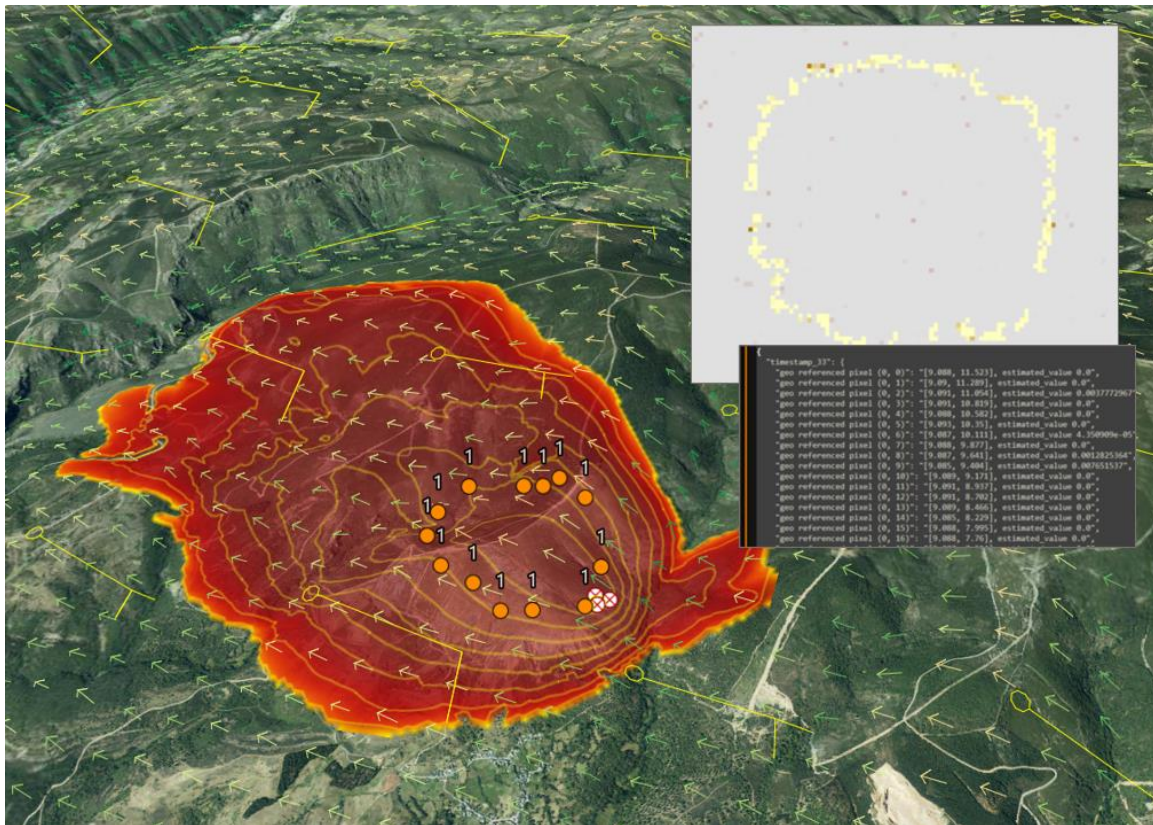 1 1 1
1
1
1
1
1
1
1
1
1
{
"timestamp_33": {
"geo referenced pixel (0, 0)": "[9.088, 11.523], estimated_value 0.0",
"geo referenced pixel (0, 1)": "[9.09, 11.289], estimated_value 0.0",
"geo referenced pixel (0, 2)": "[9.091, 11.054], estimated_value 0.0037772967"
"geo referenced pixel (0, 3)": "[9.091, 10.819], estimated_value 0.0",
"geo referenced pixel (0, 4)": "[9.088, 10.582], estimated_value 0.0",
"geo referenced pixel (0, 5)": "[9.093, 10.35], estimated_value 0.0",
"geo referenced pixel (0, 6)": "[9.088, 10.111], estimated_value 4.350909e-05"
"geo referenced pixel (0, 7)": "[9.088, 9.875], estimated_value 0.0",
"geo referenced pixel (0, 8)": "[9.087, 9.641], estimated_value 0.0012825364",
"geo referenced pixel (0, 9)": "[9.085, 9.404], estimated_value 0.007651537",
"geo referenced pixel (0, 10)": "[9.089, 9.171], estimated_value 0.0",
"geo referenced pixel (0, 11)": "[9.091, 8.937], estimated_value 0.0",
"geo referenced pixel (0, 12)": "[9.091, 8.702], estimated_value 0.0",
"geo referenced pixel (0, 13)": "[9.089, 8.466], estimated_value 0.0",
"geo referenced pixel (0, 14)": "[9.085, 8.229], estimated_value 0.0",
"geo referenced pixel (0, 15)": "[9.088, 7.995], estimated_value 0.0",
"geo referenced pixel (0, 16)": "[9.088, 7.76], estimated_value 0.0",